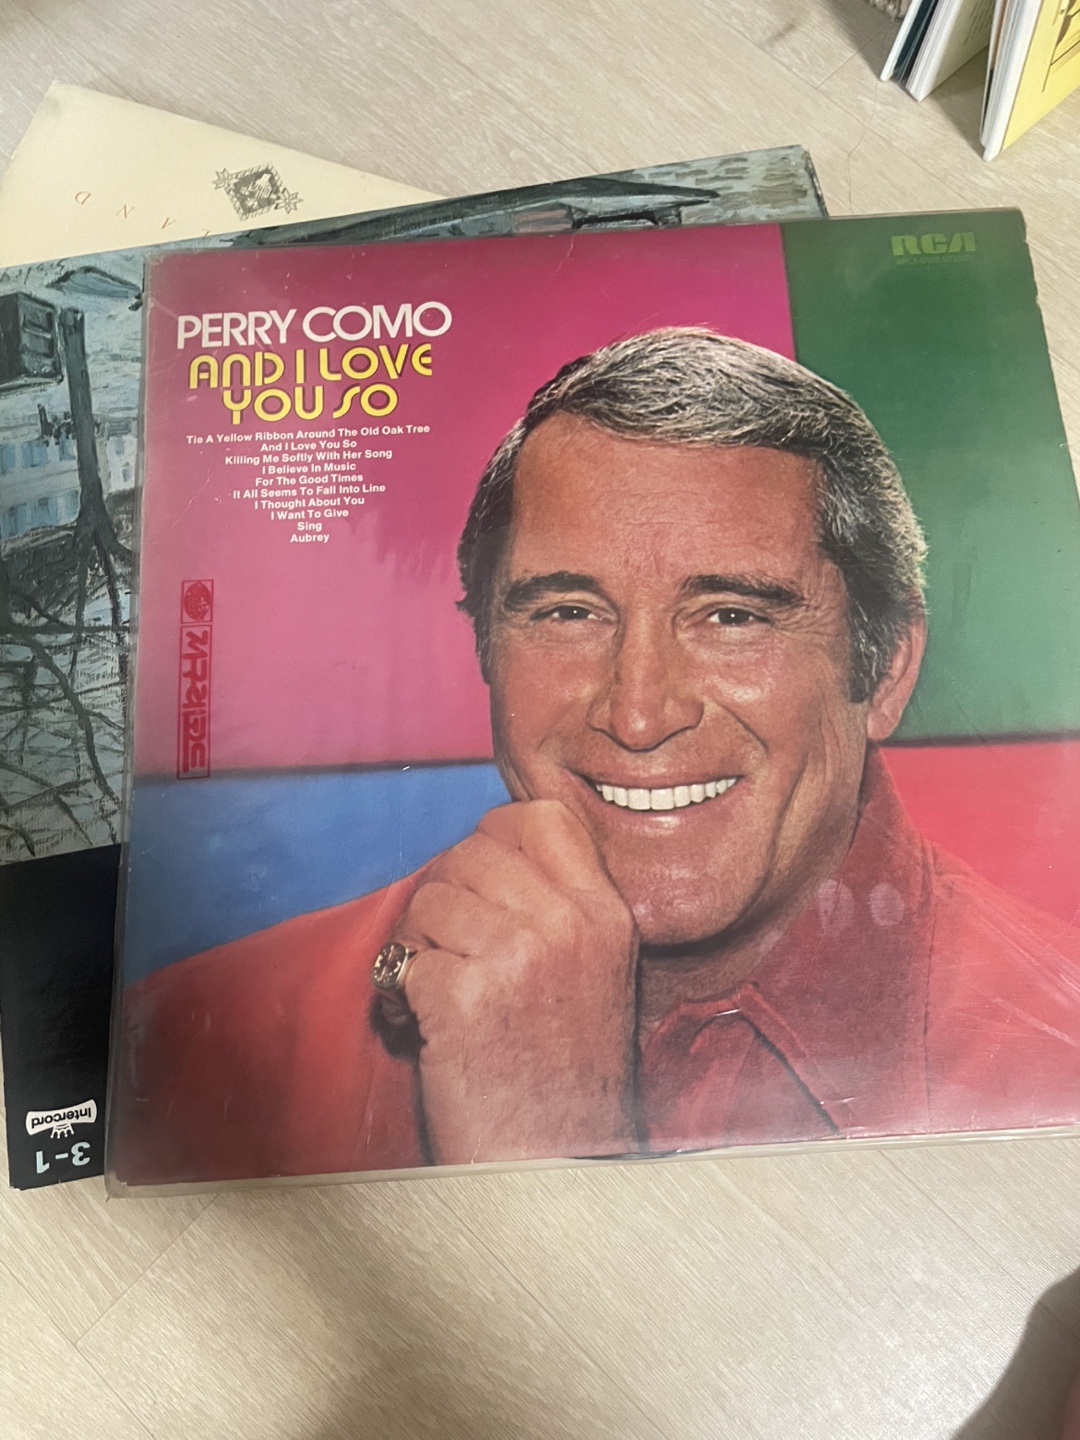 RCA
PERRY COMO
AND I LOVE
YOU SO
Tie A Yellow Ribbon Around The Old Oak Tree
And I Love You So
Killing Me Softly With Her Song
I Believe In Music
For The Good Times
It All Seems To Fall Into Line
I Thought About You
I Want To Give
Sing
Aubrey
Intercord
3-1
AND